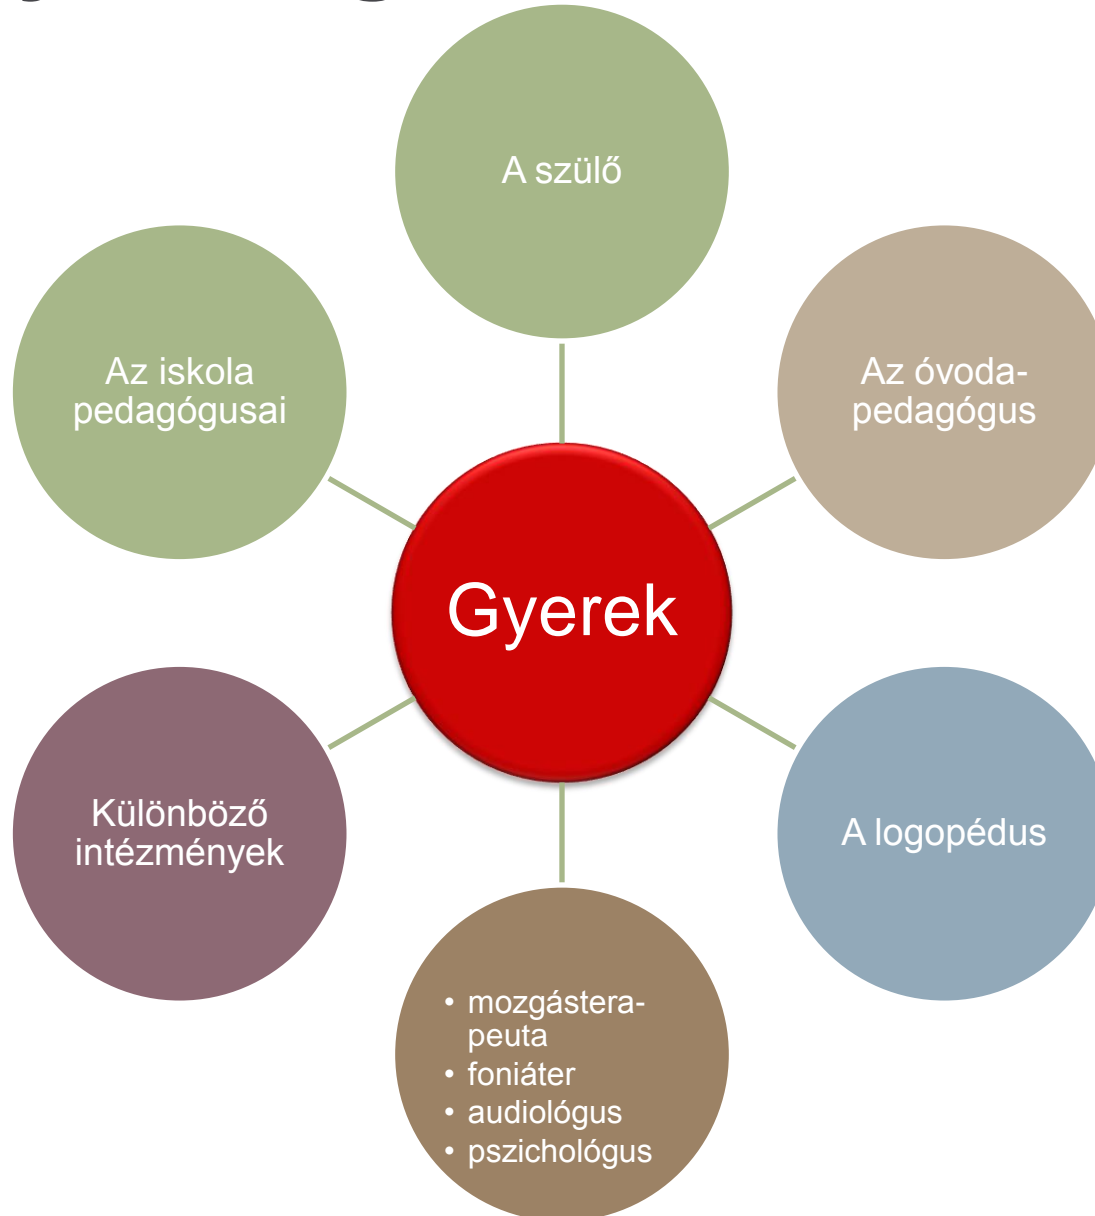 A szülő
Az óvoda-
pedagógus
A logopédus
• mozgástera-
peuta
• foniáter
• audiológus
• pszichológus
Különböző
intézmények
Az iskola
pedagógusai
Gyerek